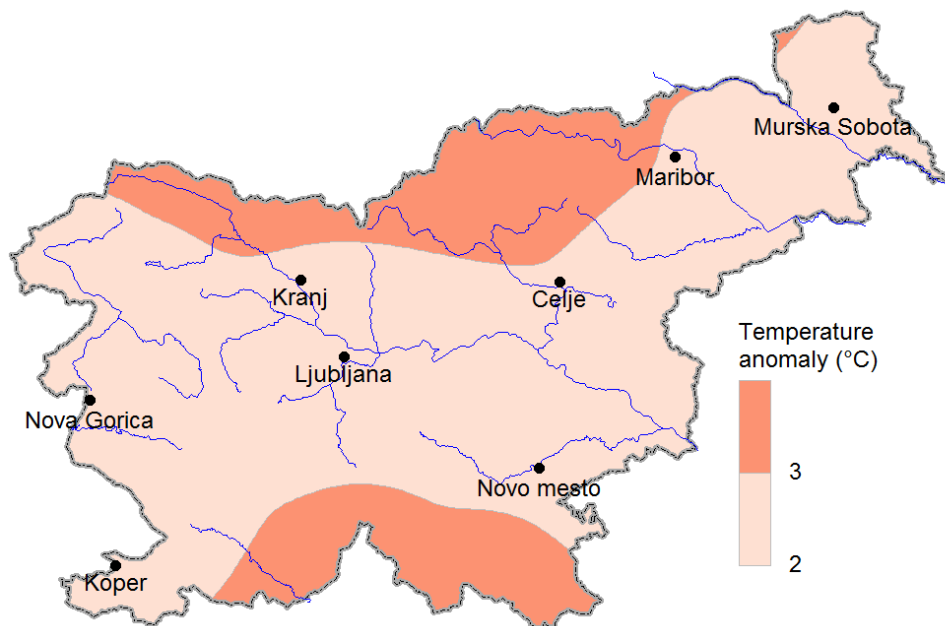 Murska Sobota
Maribor
Kranj
Celje
Ljubljana
Nova Gorica
Novo mesto
Koper
Temperature
anomaly (°C)
3
2